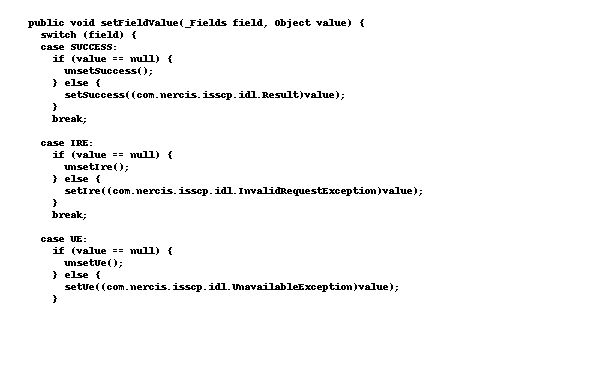 public void setFieldValue(_Fields field, Object value) {
switch (field) {
case SUCCESS:
if (value == null) {
unsetSuccess();
} else {
setSuccess((com.nercis.isscp.idl.Result)value);
}
break;
case IRE:
if (value == null) {
unsetIre();
} else {
setIre((com.nercis.isscp.idl.InvalidRequestException)value);
}
break;
case UE:
if (value == null) {
unsetUe();
} else {
setUe((com.nercis.isscp.idl.UnavailableException)value);
}